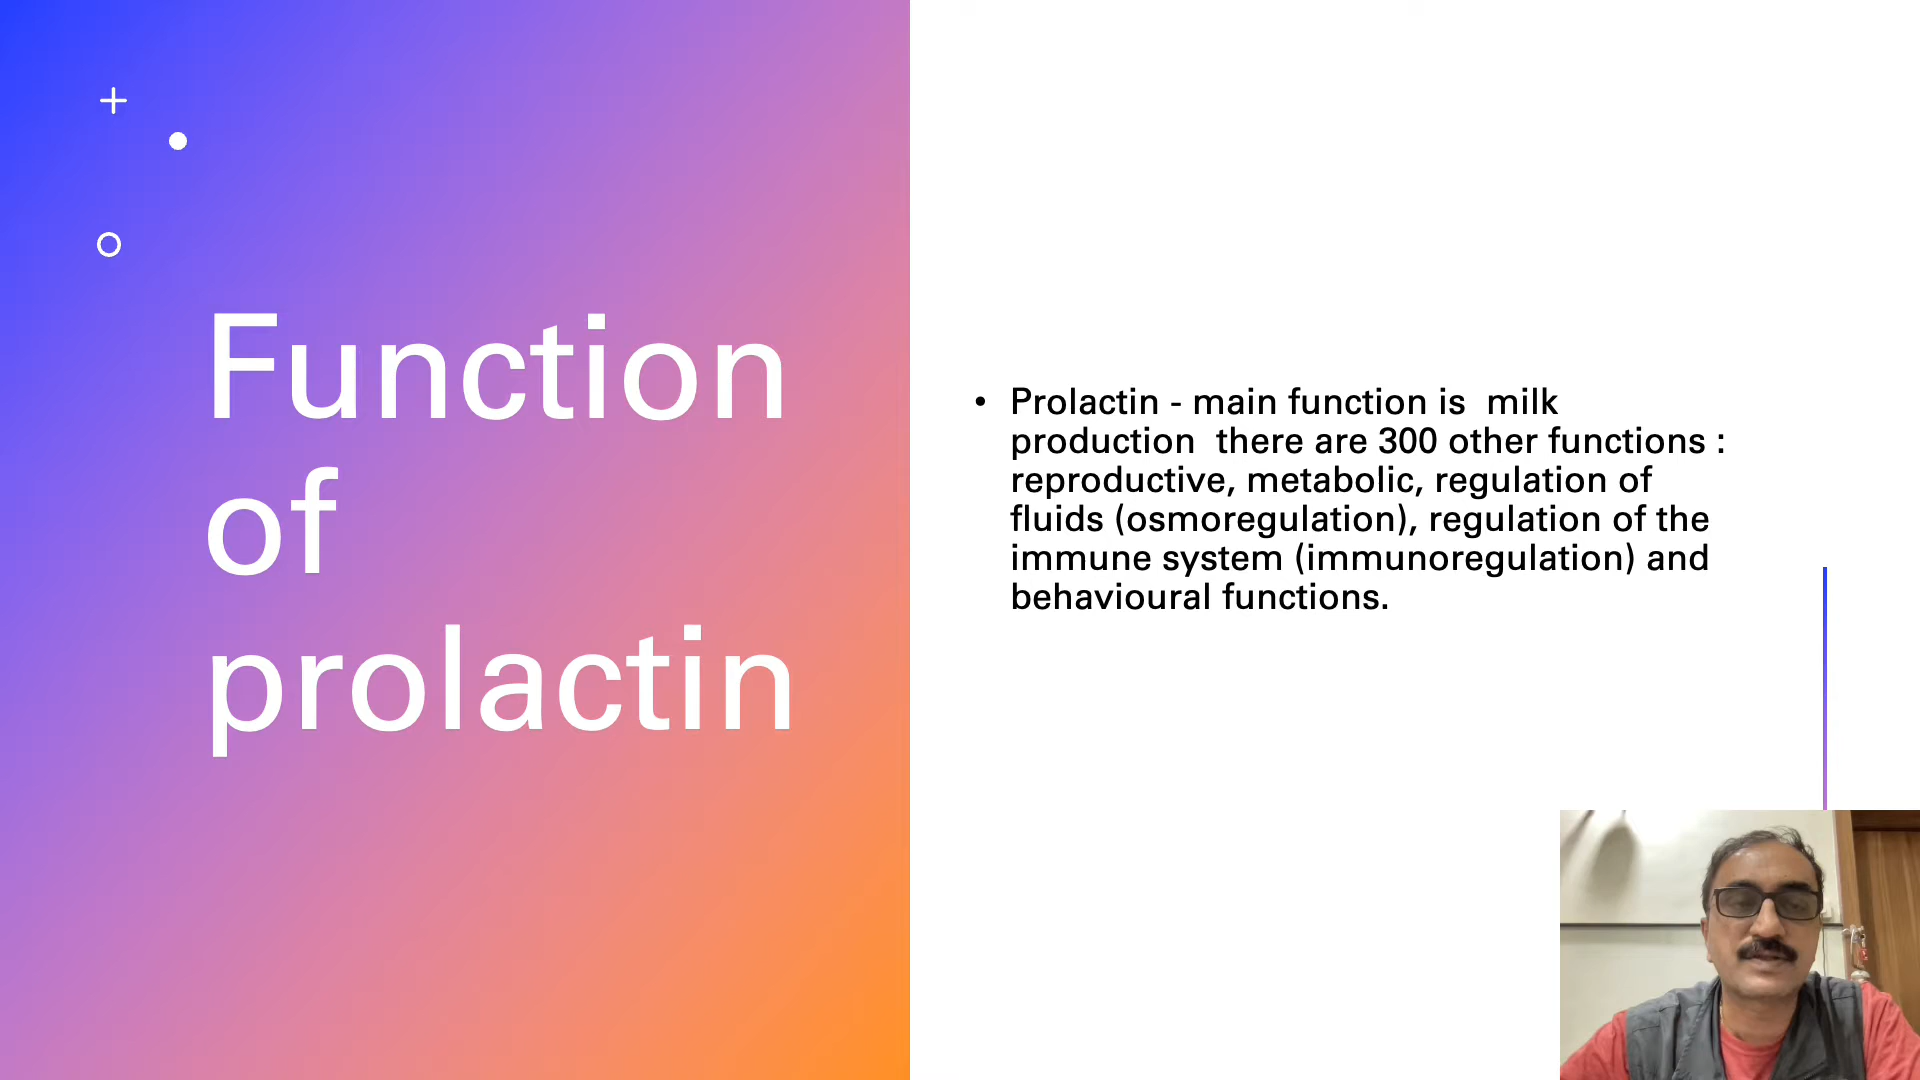 Function
of
prolactin
• Prolactin - main function is  milk
production  there are 300 other functions :
reproductive, metabolic, regulation of
fluids (osmoregulation), regulation of the
immune system (immunoregulation) and
behavioural functions.